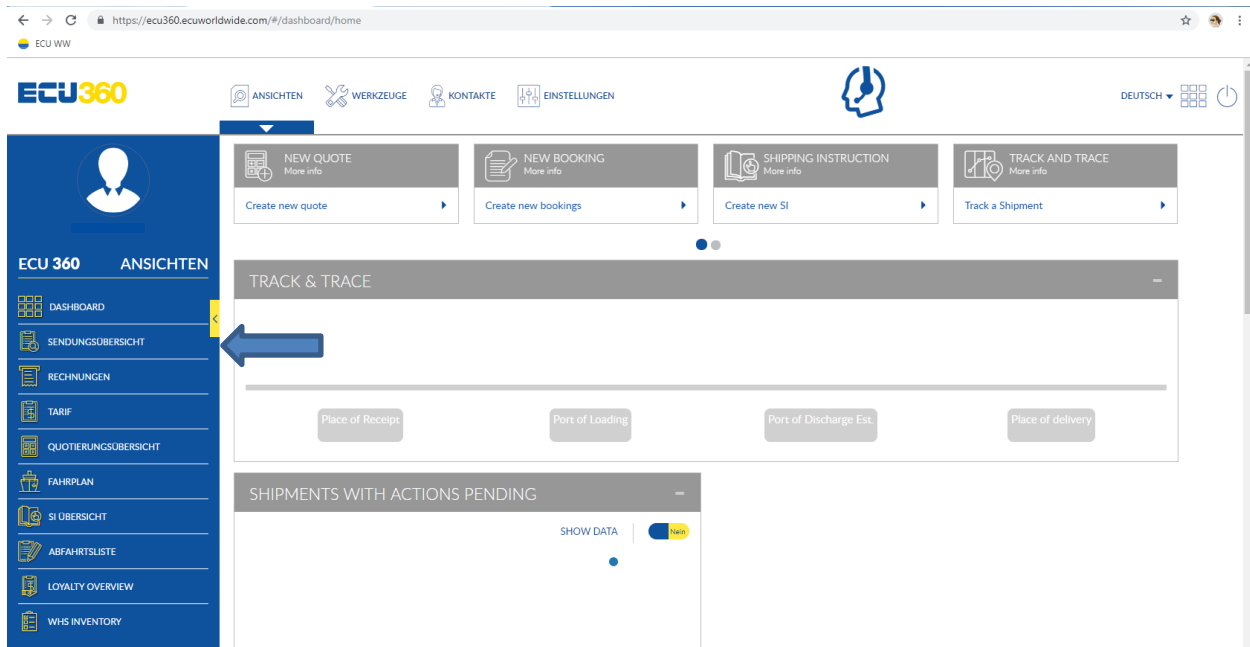 https://ecu360.ecuworldwide.com/#/dashboard/home
ECU WW
ECU360
ANSICHTEN
WERKZEUGE
KONTAKTE
EINSTELLUNGEN
DEUTSCH
NEW QUOTE
More info
Create new quote
NEW BOOKING
More info
Create new bookings
SHIPPING INSTRUCTION
More info
Create new SI
TRACK AND TRACE
More info
Track a Shipment
ECU 360 ANSICHTEN
DASHBOARD
SENDUNGSÜBERSICHT
RECHNUNGEN
TARIF
QUOTIERUNGSÜBERSICHT
FAHRPLAN
SI ÜBERSICHT
ABFAHRTSLISTE
LOYALTY OVERVIEW
WHS INVENTORY
TRACK & TRACE
Place of Receipt
Port of Loading
Port of Discharge Est.
Place of delivery
SHIPMENTS WITH ACTIONS PENDING
SHOW DATA
Nein